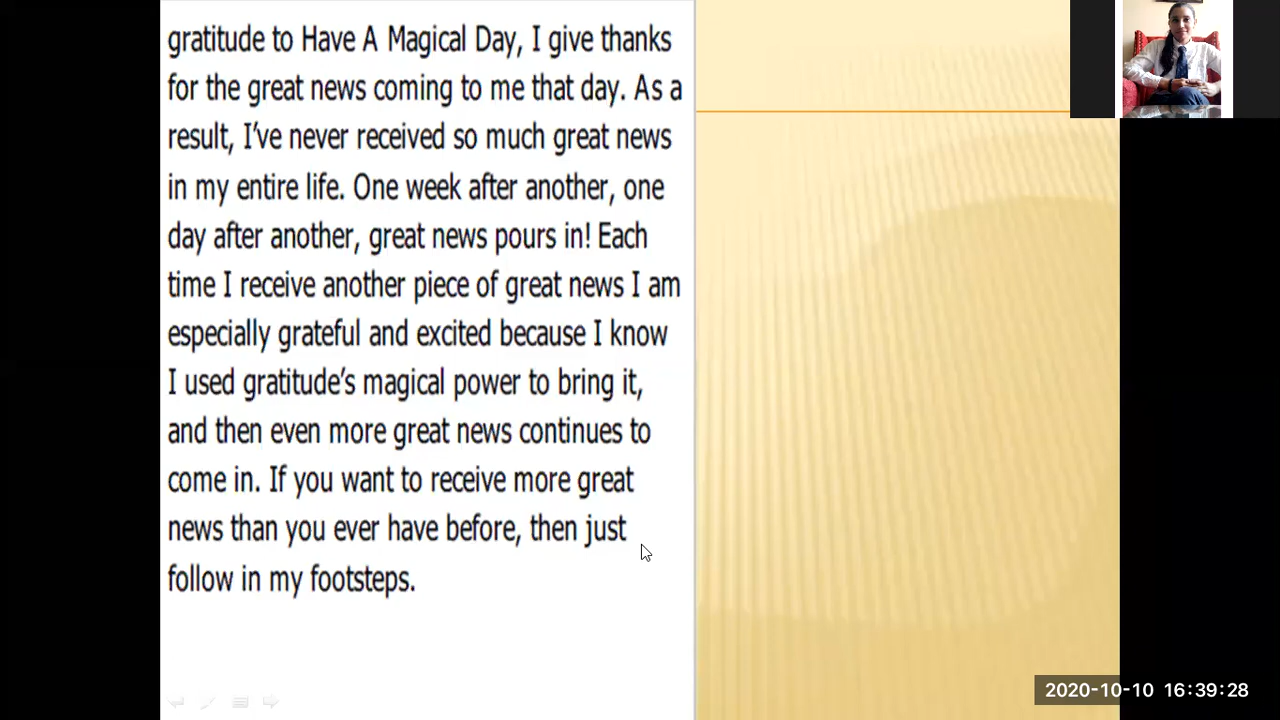 gratitude to Have A Magical Day, I give thanks
for the great news coming to me that day. As a
result, I've never received so much great news
in my entire life. One week after another, one
day after another, great news pours in! Each
time I receive another piece of great news I am
especially grateful and excited because I know
I used gratitude's magical power to bring it,
and then even more great news continues to
come in. If you want to receive more great
news than you ever have before, then just
follow in my footsteps.
2020-10-10 16:39:28